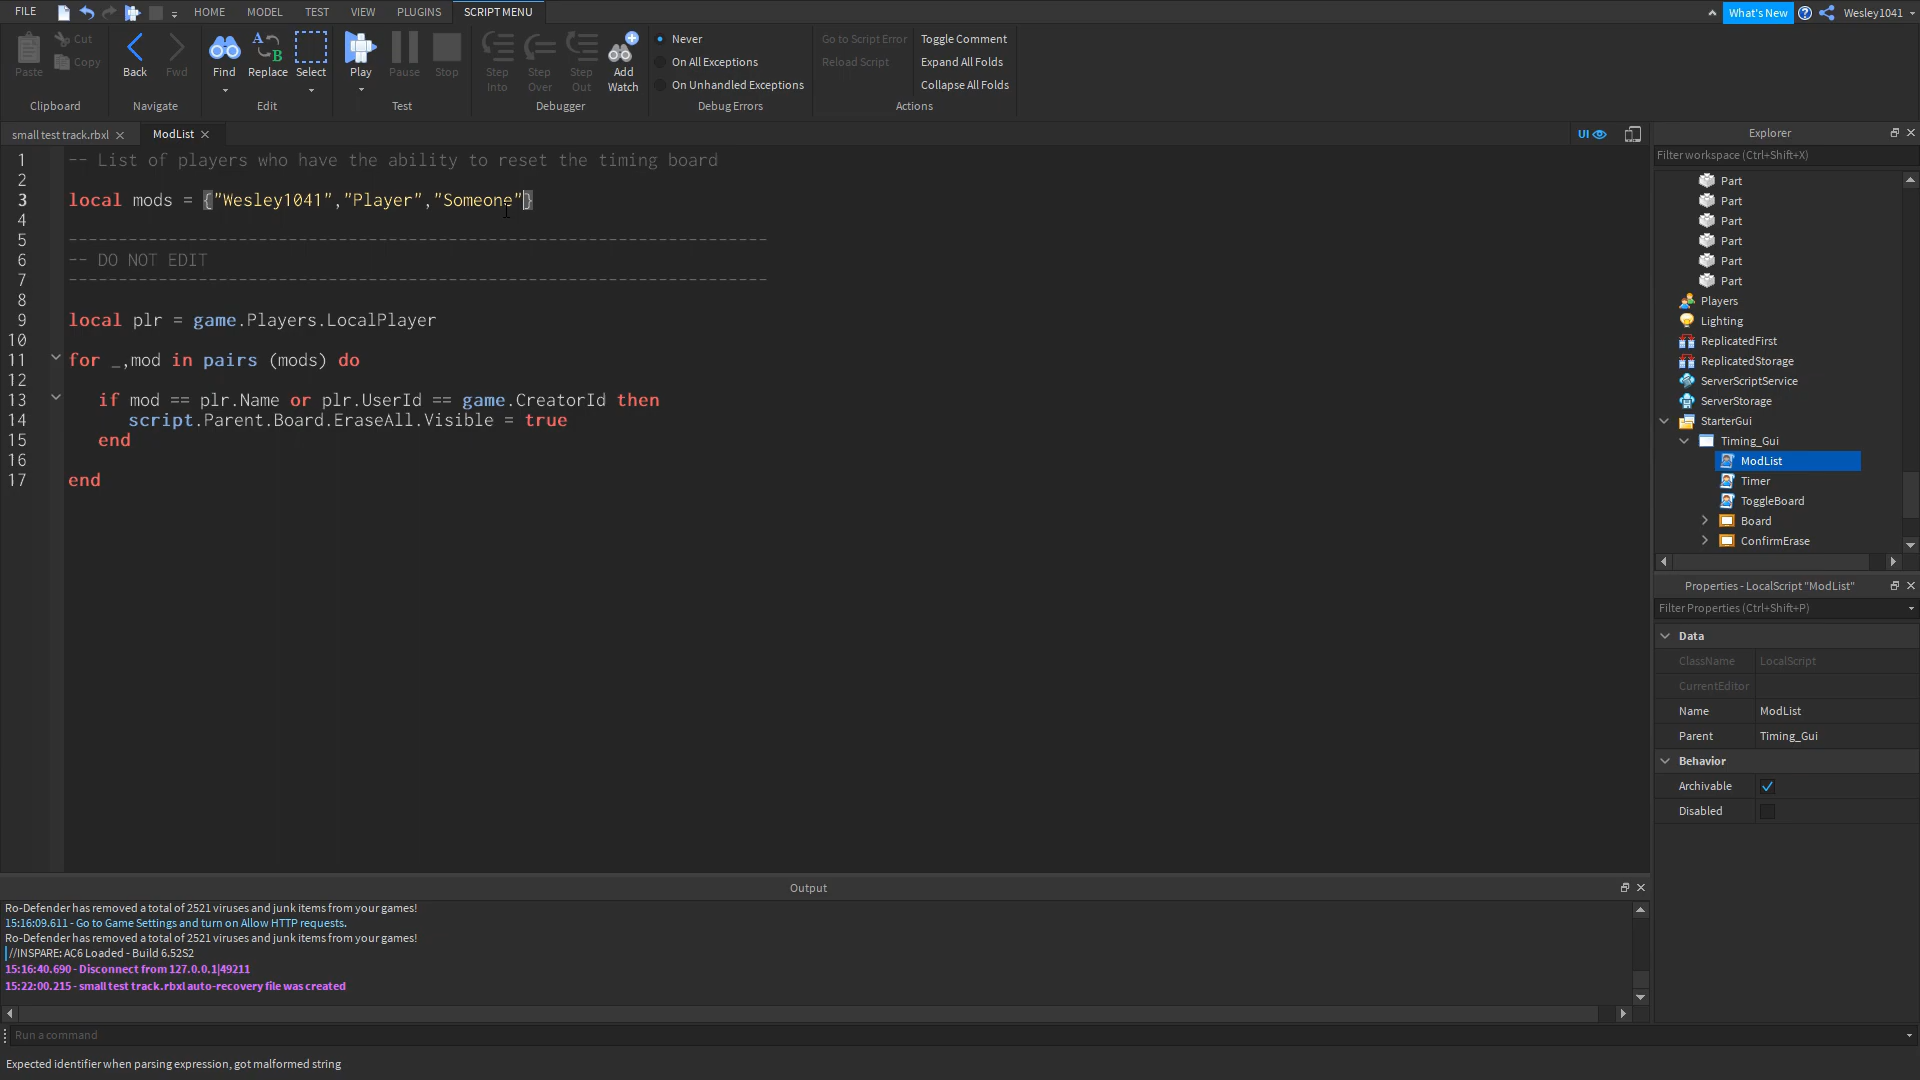 FILE HOME MODEL TEST VIEW PLUGINS SCRIPT MENU What's New Wesley1041
Paste Cut Copy Clipboard
Back Fwd Navigate
Find Replace Select Edit
Play Pause Stop Test
Step Into Step Over Step Out Add Watch Debugger
Never
On All Exceptions
On Unhandled Exceptions
Debug Errors
Go to Script Error Toggle Comment
Reload Script Expand All Folds
Collapse All Folds
Actions
small test track.rbxl ModList UI
1 -- List of players who have the ability to reset the timing board
2
3 local mods = {"Wesley1041","Player","Someone"}
4
5 ----------------------------------------------------------------------
6 -- DO NOT EDIT
7 ----------------------------------------------------------------------
8
9 local plr = game.Players.LocalPlayer
10
11 for _,mod in pairs (mods) do
12
13 if mod == plr.Name or plr.UserId == game.CreatorId then
14 script.Parent.Board.EraseAll.Visible = true
15 end
16
17 end
Explorer
Filter workspace (Ctrl+Shift+X)
Part
Part
Part
Part
Part
Part
Players
Lighting
ReplicatedFirst
ReplicatedStorage
ServerScriptService
ServerStorage
StarterGui
Timing_Gui
ModList
Timer
ToggleBoard
Board
ConfirmErase
Properties - LocalScript "ModList"
Filter Properties (Ctrl+Shift+P)
Data
ClassName LocalScript
CurrentEditor
Name ModList
Parent Timing_Gui
Behavior
Archivable
Disabled
Output
Ro-Defender has removed a total of 2521 viruses and junk items from your games!
15:16:09.611 - Go to Game Settings and turn on Allow HTTP requests.
Ro-Defender has removed a total of 2521 viruses and junk items from your games!
//INSPARE: AC6 Loaded - Build 6.52S2
15:16:40.690 - Disconnect from 127.0.0.1|49211
15:22:00.215 - small test track.rbxl auto-recovery file was created
Run a command
Expected identifier when parsing expression, got malformed string